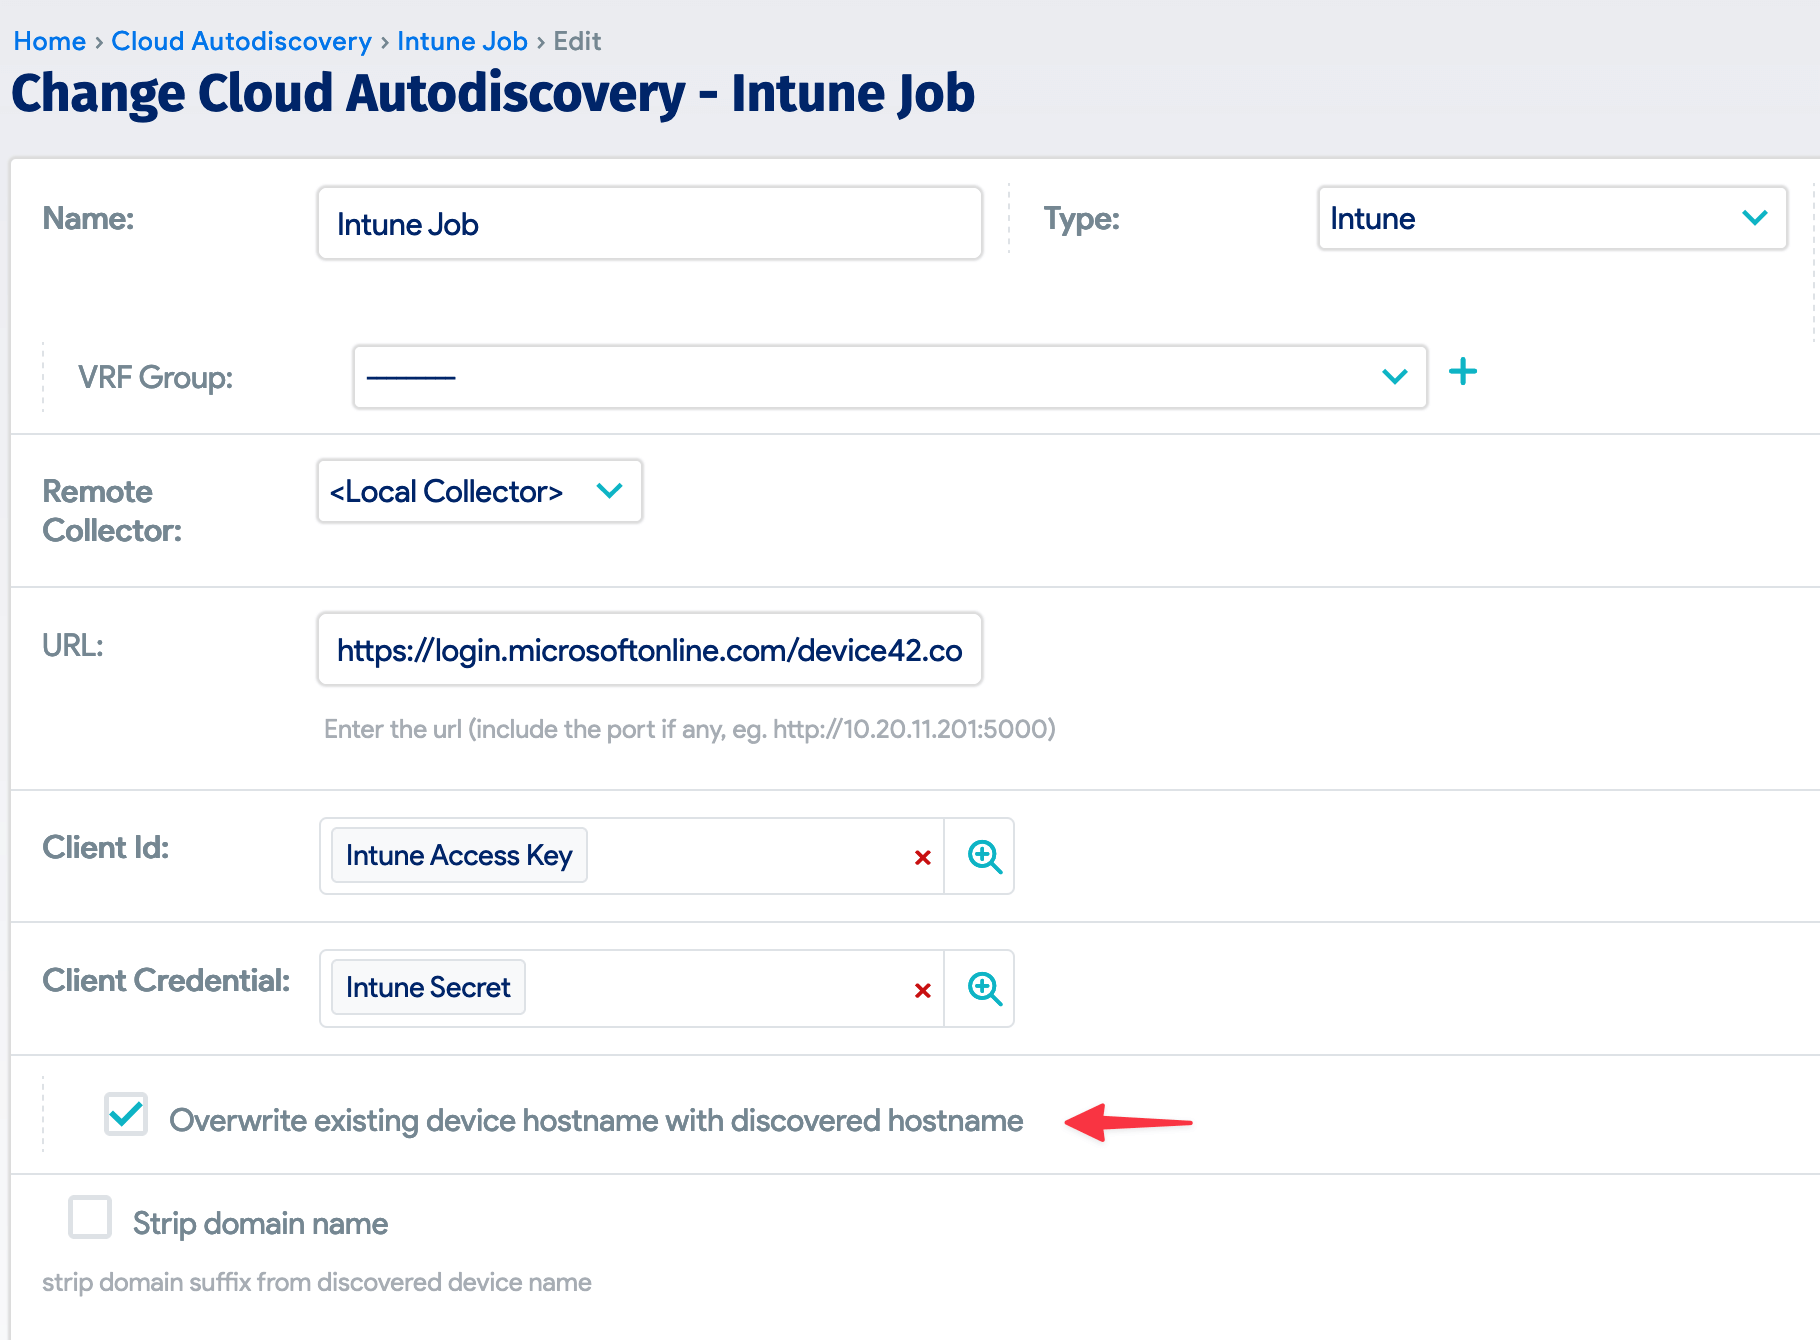 Home › Cloud Autodiscovery › Intune Job › Edit
Change Cloud Autodiscovery - Intune Job
Name: Intune Job Type: Intune
VRF Group: ---------
Remote Collector: <Local Collector>
URL: https://login.microsoftonline.com/device42.co
Enter the url (include the port if any, eg. http://10.20.11.201:5000)
Client Id: Intune Access Key
Client Credential: Intune Secret
Overwrite existing device hostname with discovered hostname
Strip domain name
strip domain suffix from discovered device name